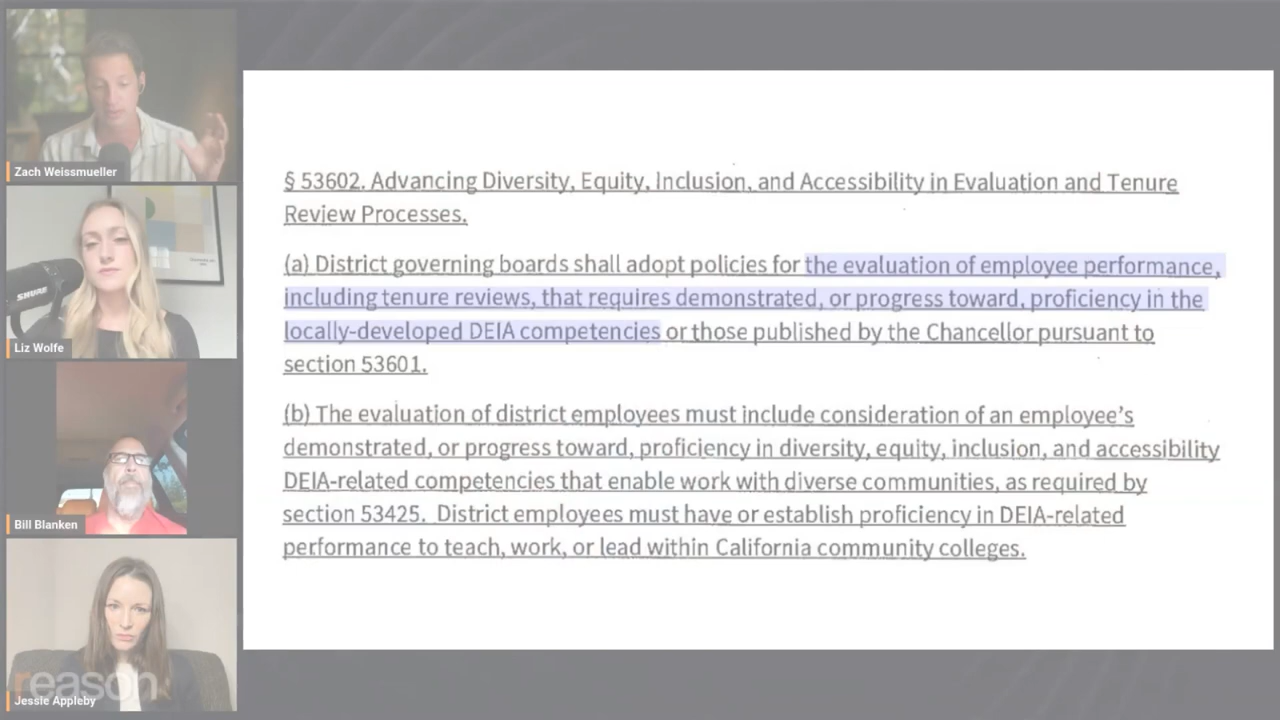 Zach Weissmueller
SHURE
Liz Wolfe
Bill Blanken
reason
Jessie Appleby
§ 53602. Advancing Diversity, Equity, Inclusion, and Accessibility in Evaluation and Tenure
Review Processes.
(a) District governing boards shall adopt policies for the evaluation of employee performance,
including tenure reviews, that requires demonstrated, or progress toward, proficiency in the
locally-developed DEIA competencies or those published by the Chancellor pursuant to
section 53601.
(b) The evaluation of district employees must include consideration of an employee’s
demonstrated, or progress toward, proficiency in diversity, equity, inclusion, and accessibility
DEIA-related competencies that enable work with diverse communities, as required by
section 53425. District employees must have or establish proficiency in DEIA-related
performance to teach, work, or lead within California community colleges.